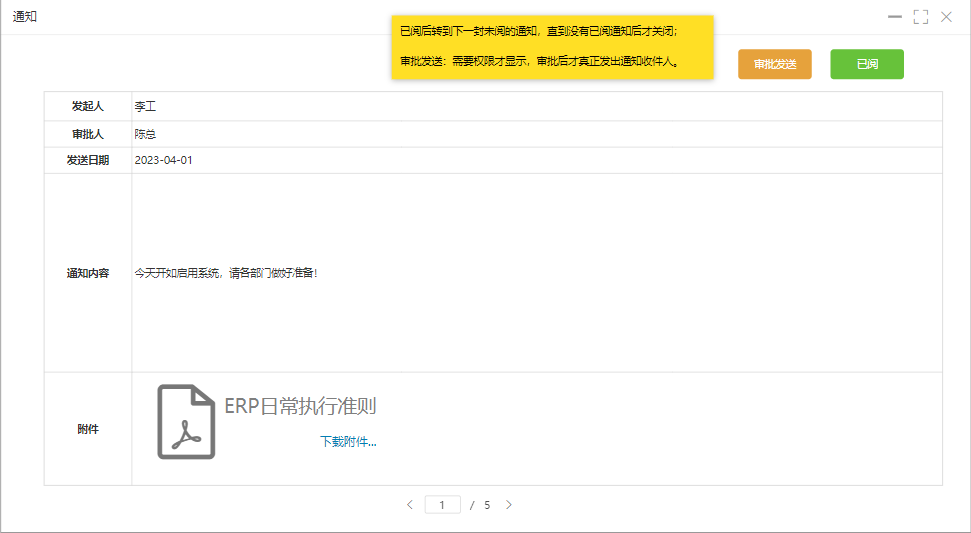 通知
已阅后转到下一封未阅的通知，直到没有已阅通知后才关闭；
审批发送：需要权限才显示，审批后才真正发出通知收件人。
审批发送
已阅
发起人 李工
审批人 陈总
发送日期 2023-04-01
通知内容 今天开如启用系统，请各部门做好准备！
附件
ERP日常执行准则
下载附件...
1 / 5